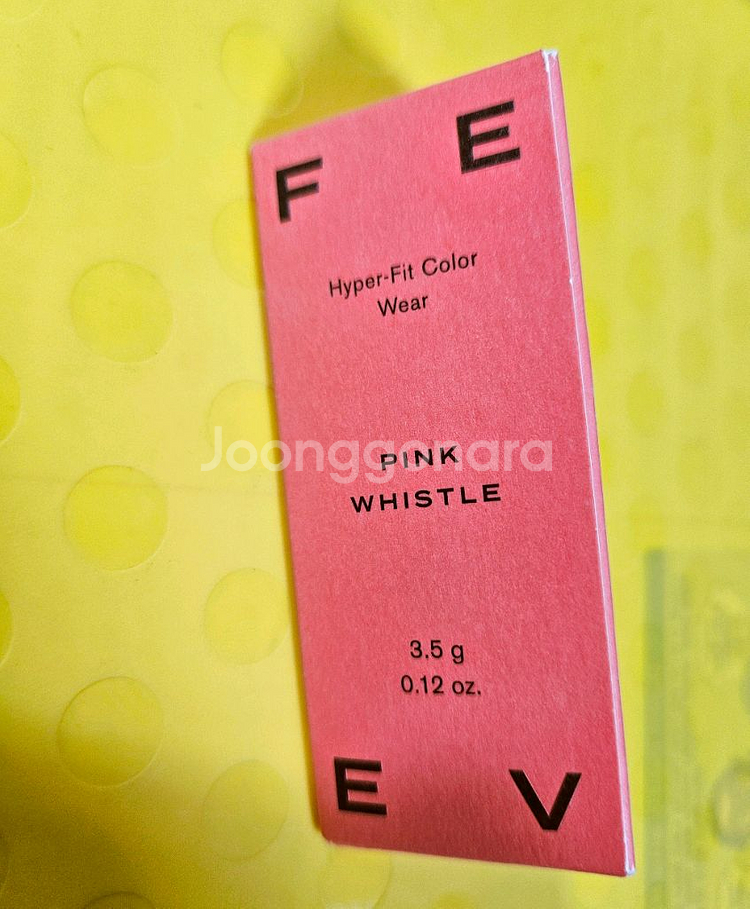 F E
Hyper-Fit Color
Wear
Joonggonara
PINK
WHISTLE
3.5 g
0.12 oz.
E V